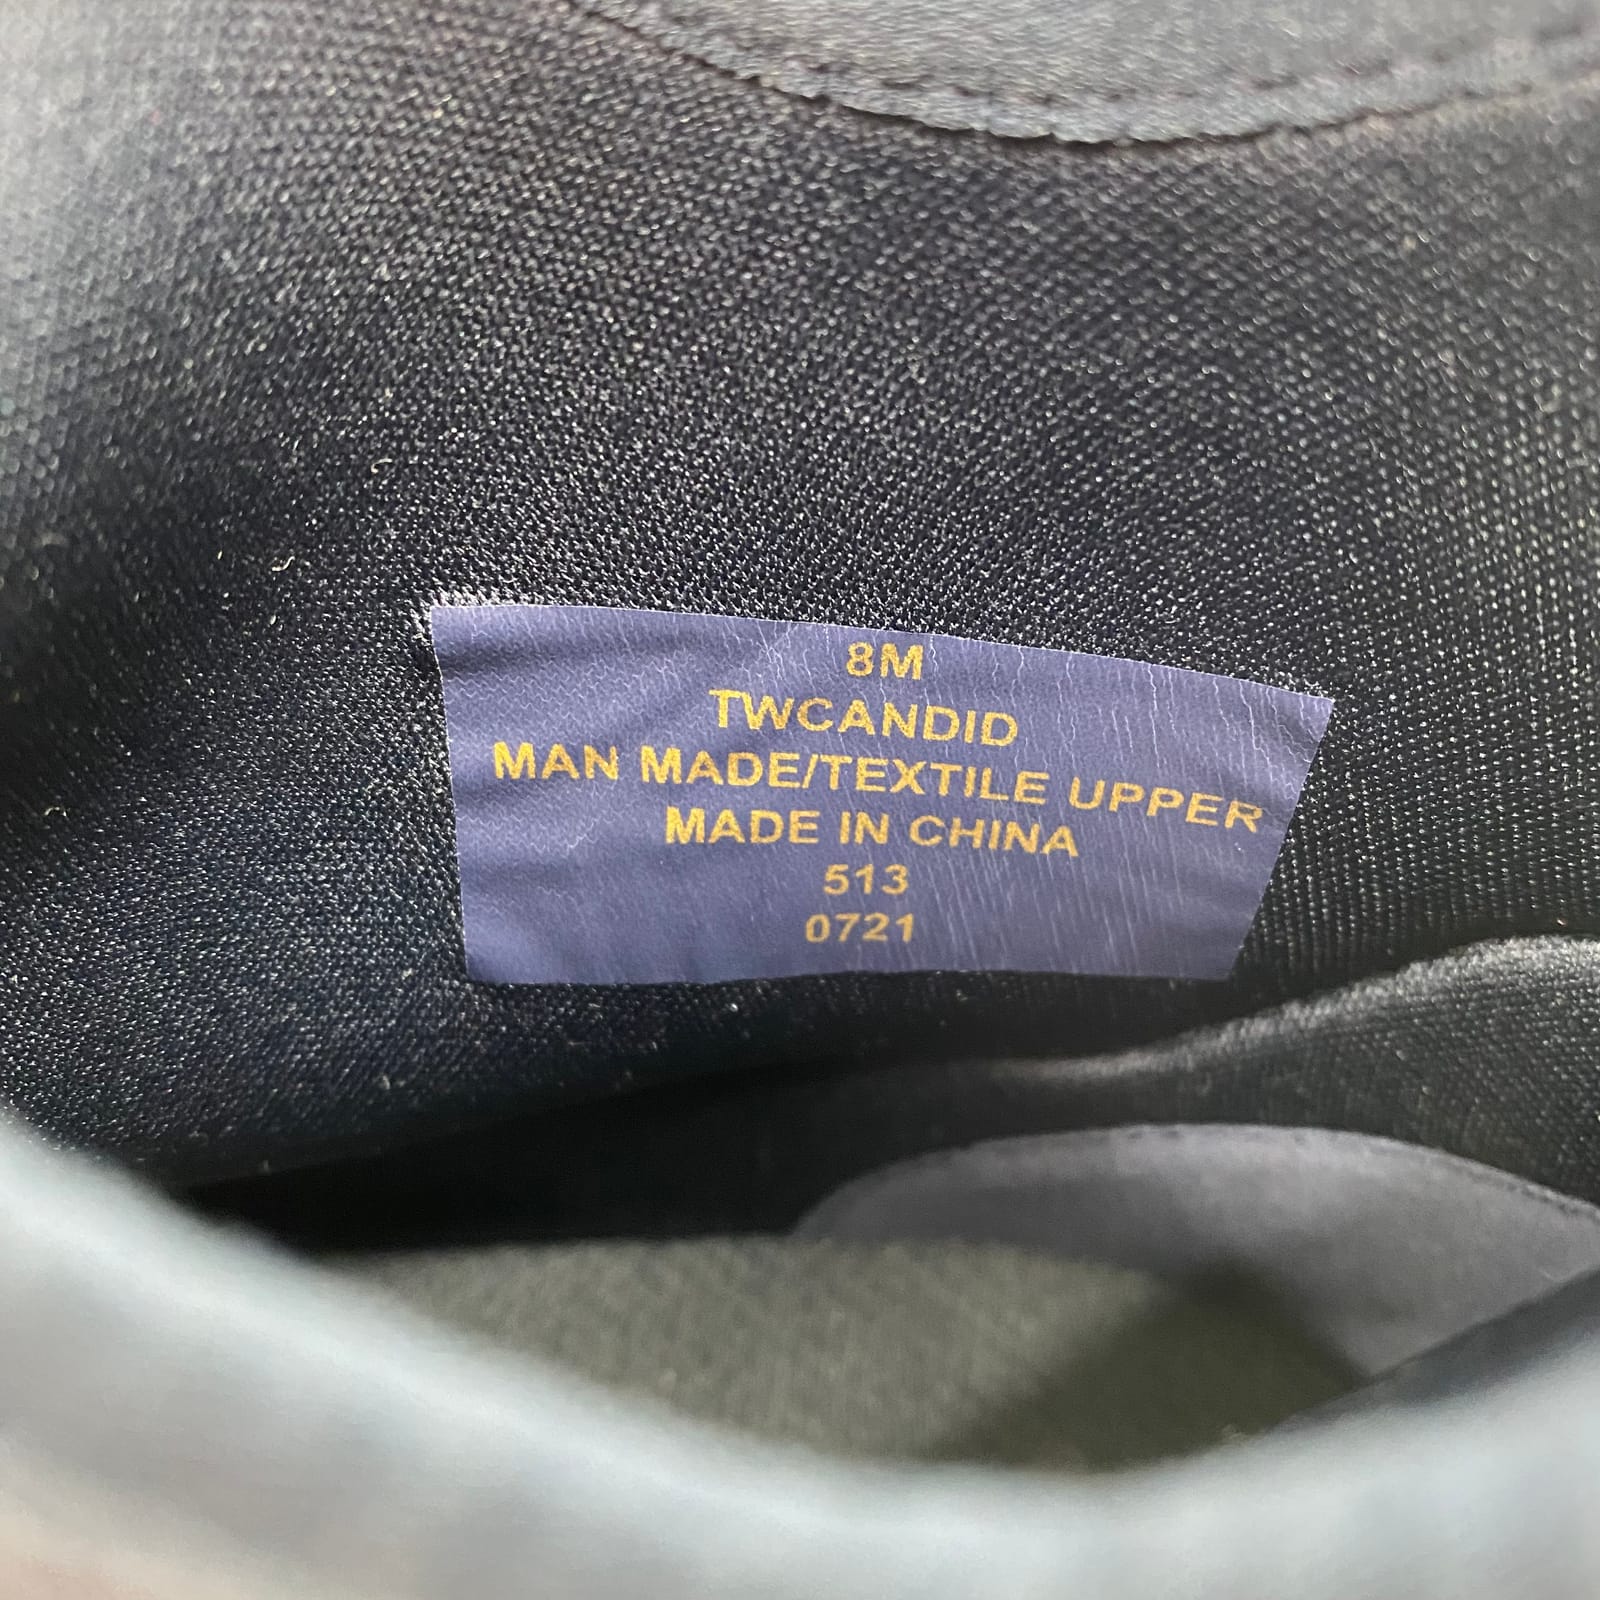 8M
TWCANDID
MAN MADE/TEXTILE UPPER
MADE IN CHINA
513
0721